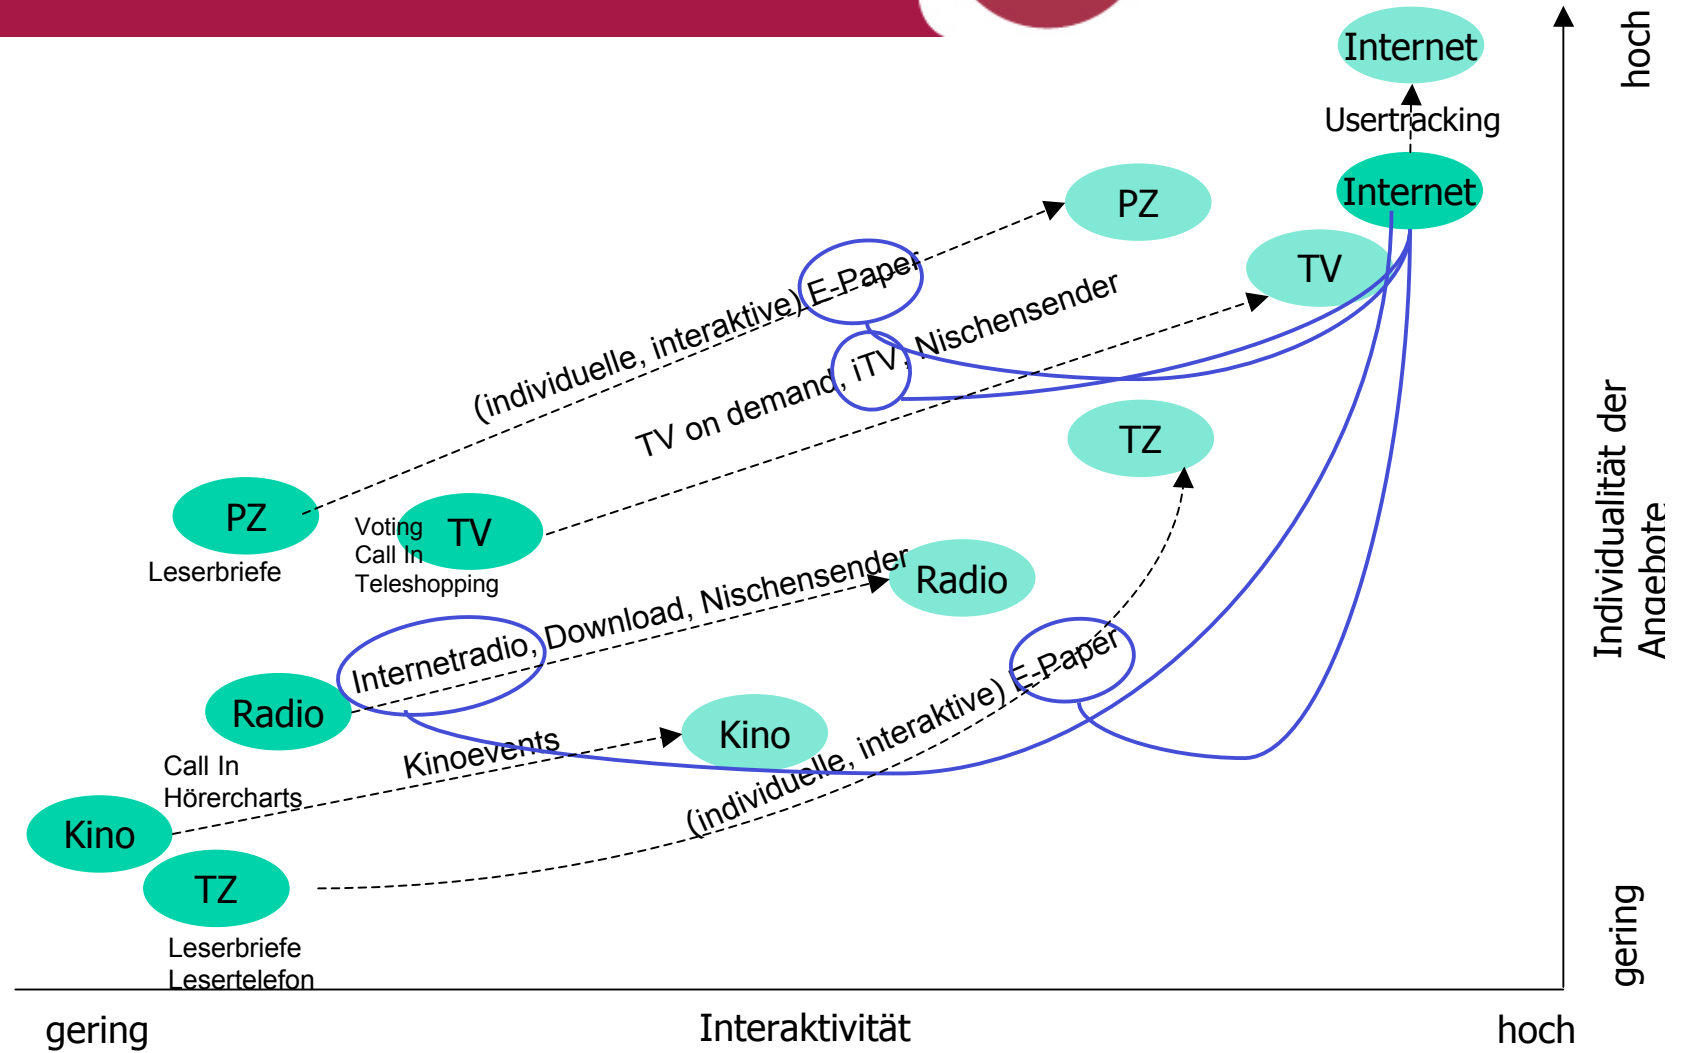 Internet
hoch
Usertracking
Internet
PZ
TV
(individuelle, interaktive) E-Paper
TV on demand, iTV, Nischensender
TZ
Individualität der
Angebote
PZ
Leserbriefe
TV
Voting
Call In
Teleshopping
Internetradio, Download, Nischensender
Radio
Radio
Call In
Hörercharts
Kinoevents
Kino
(individuelle, interaktive) E-Paper
Kino
TZ
Leserbriefe
Lesertelefon
gering
gering
Interaktivität
hoch